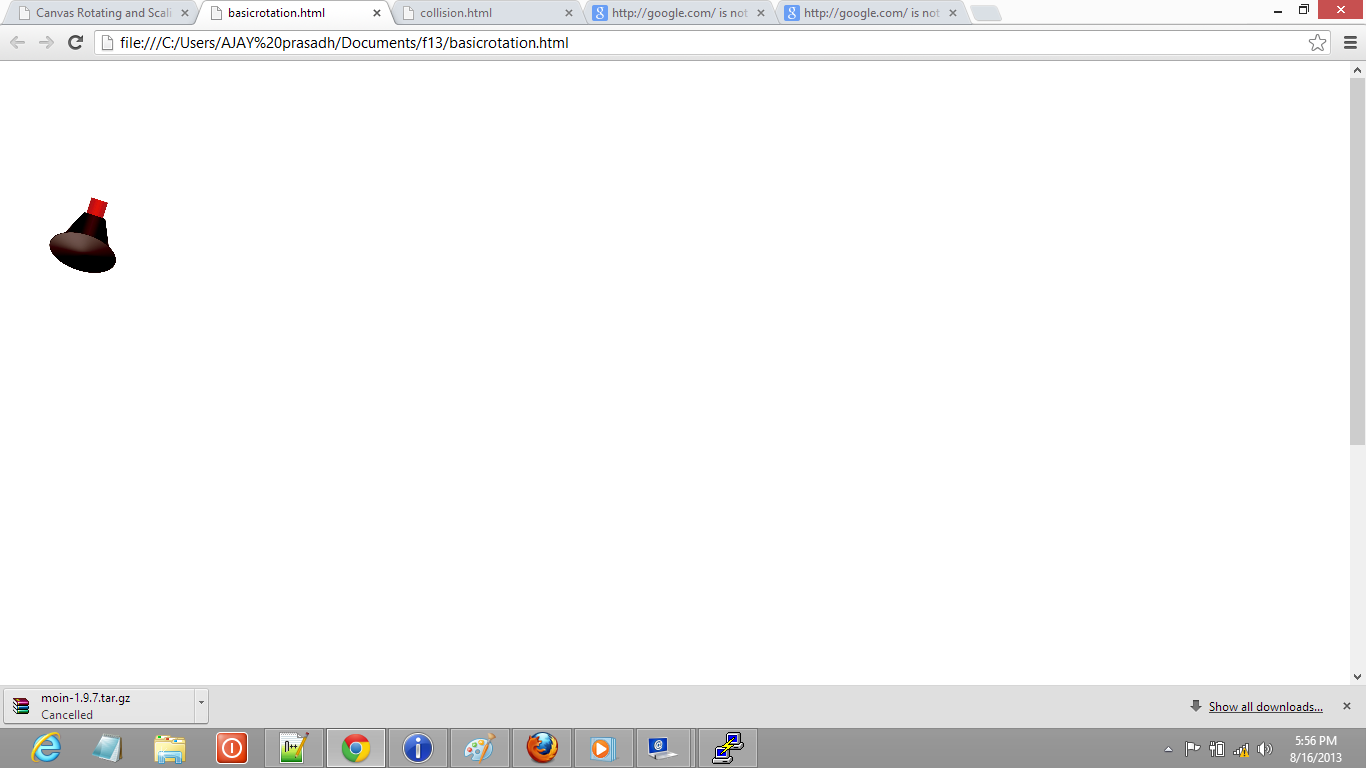 Canvas Rotating and Scali
basicrotation.html
collision.html
http://google.com/ is not
http://google.com/ is not
file:///C:/Users/AJAY%20prasadh/Documents/f13/basicrotation.html
moin-1.9.7.tar.gz
Cancelled
Show all downloads...
5:56 PM
8/16/2013